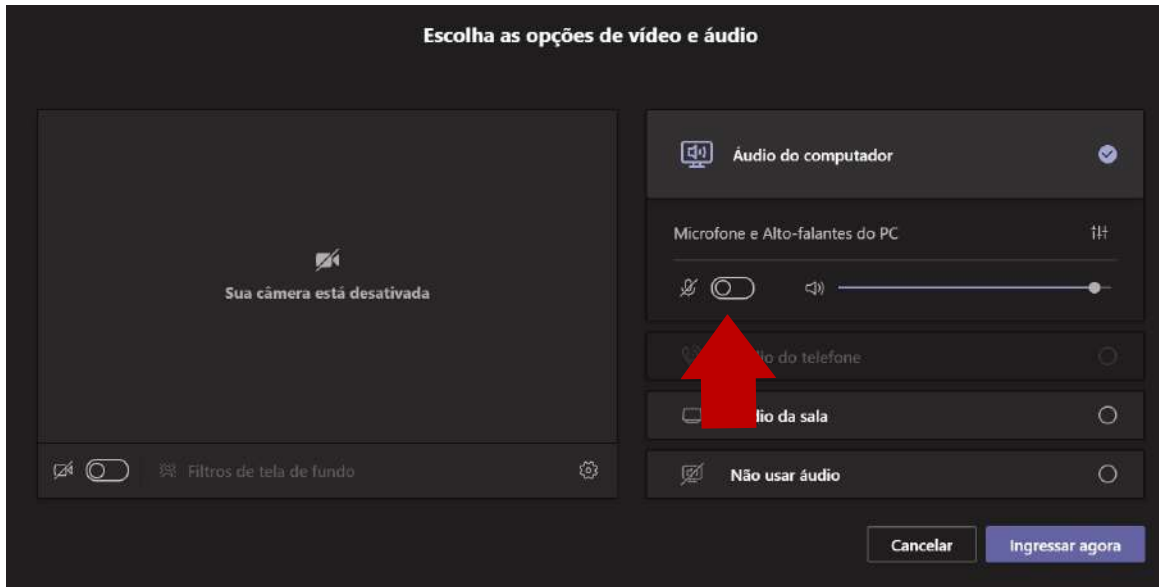 Escolha as opções de vídeo e áudio
Sua câmera está desativada
Filtros de tela de fundo
Áudio do computador
Microfone e Alto-falantes do PC
do telefone
da sala
Não usar áudio
Cancelar
Ingressar agora